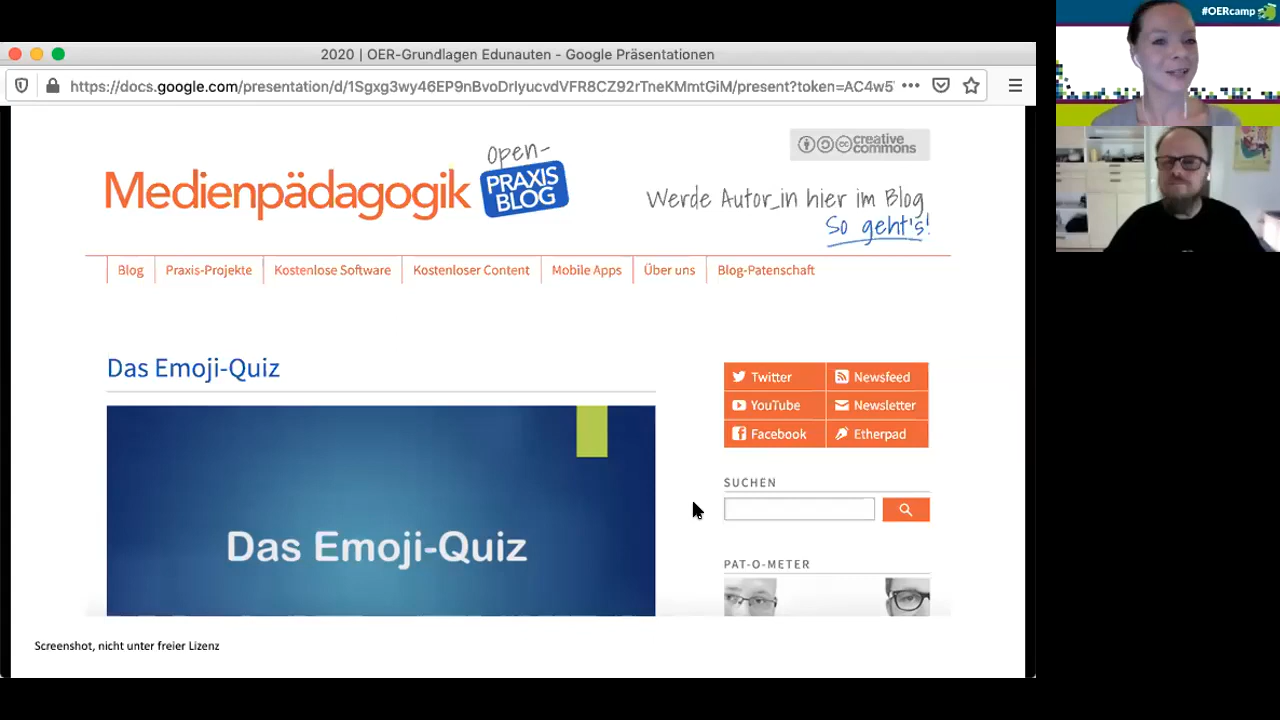 #OERcamp
2020 | OER-Grundlagen Edunauten - Google Präsentationen
https://docs.google.com/presentation/d/1Sgxg3wy46EP9nBvoDrIyucvdVFR8CZ92rTneKMmtGiM/present?token=AC4w5
creative commons
Medienpädagogik
open-
PRAXIS
BLOG
Werde Autor_in hier im Blog
So geht's!
Blog Praxis-Projekte Kostenlose Software Kostenloser Content Mobile Apps Über uns Blog-Patenschaft
Das Emoji-Quiz
Das Emoji-Quiz
Twitter Newsfeed
YouTube Newsletter
Facebook Etherpad
SUCHEN
PAT-O-METER
Screenshot, nicht unter freier Lizenz